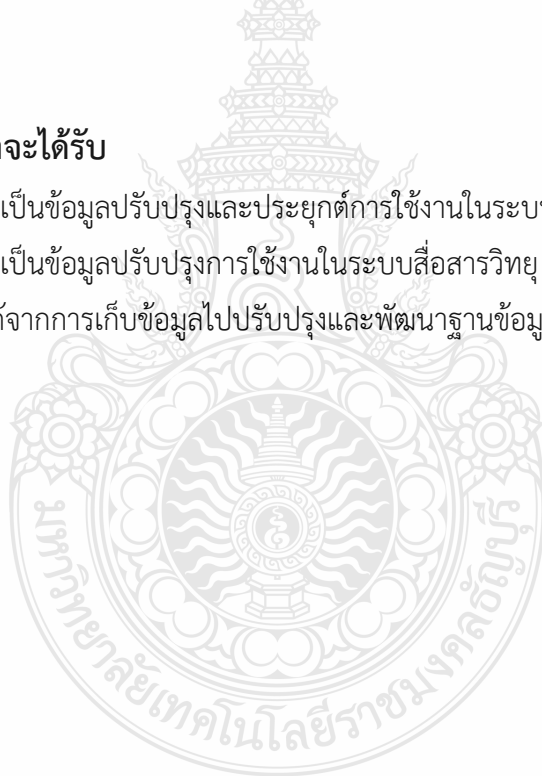 จะได้รับ
เป็นข้อมูลปรับปรุงและประยุกต์การใช้งานในระบบ
เป็นข้อมูลปรับปรุงการใช้งานในระบบสื่อสารวิทยุ
จากการเก็บข้อมูลไปปรับปรุงและพัฒนาฐานข้อมู
มหาวิทยาลัยเทคโนโลยีราชมงคลธัญบุรี